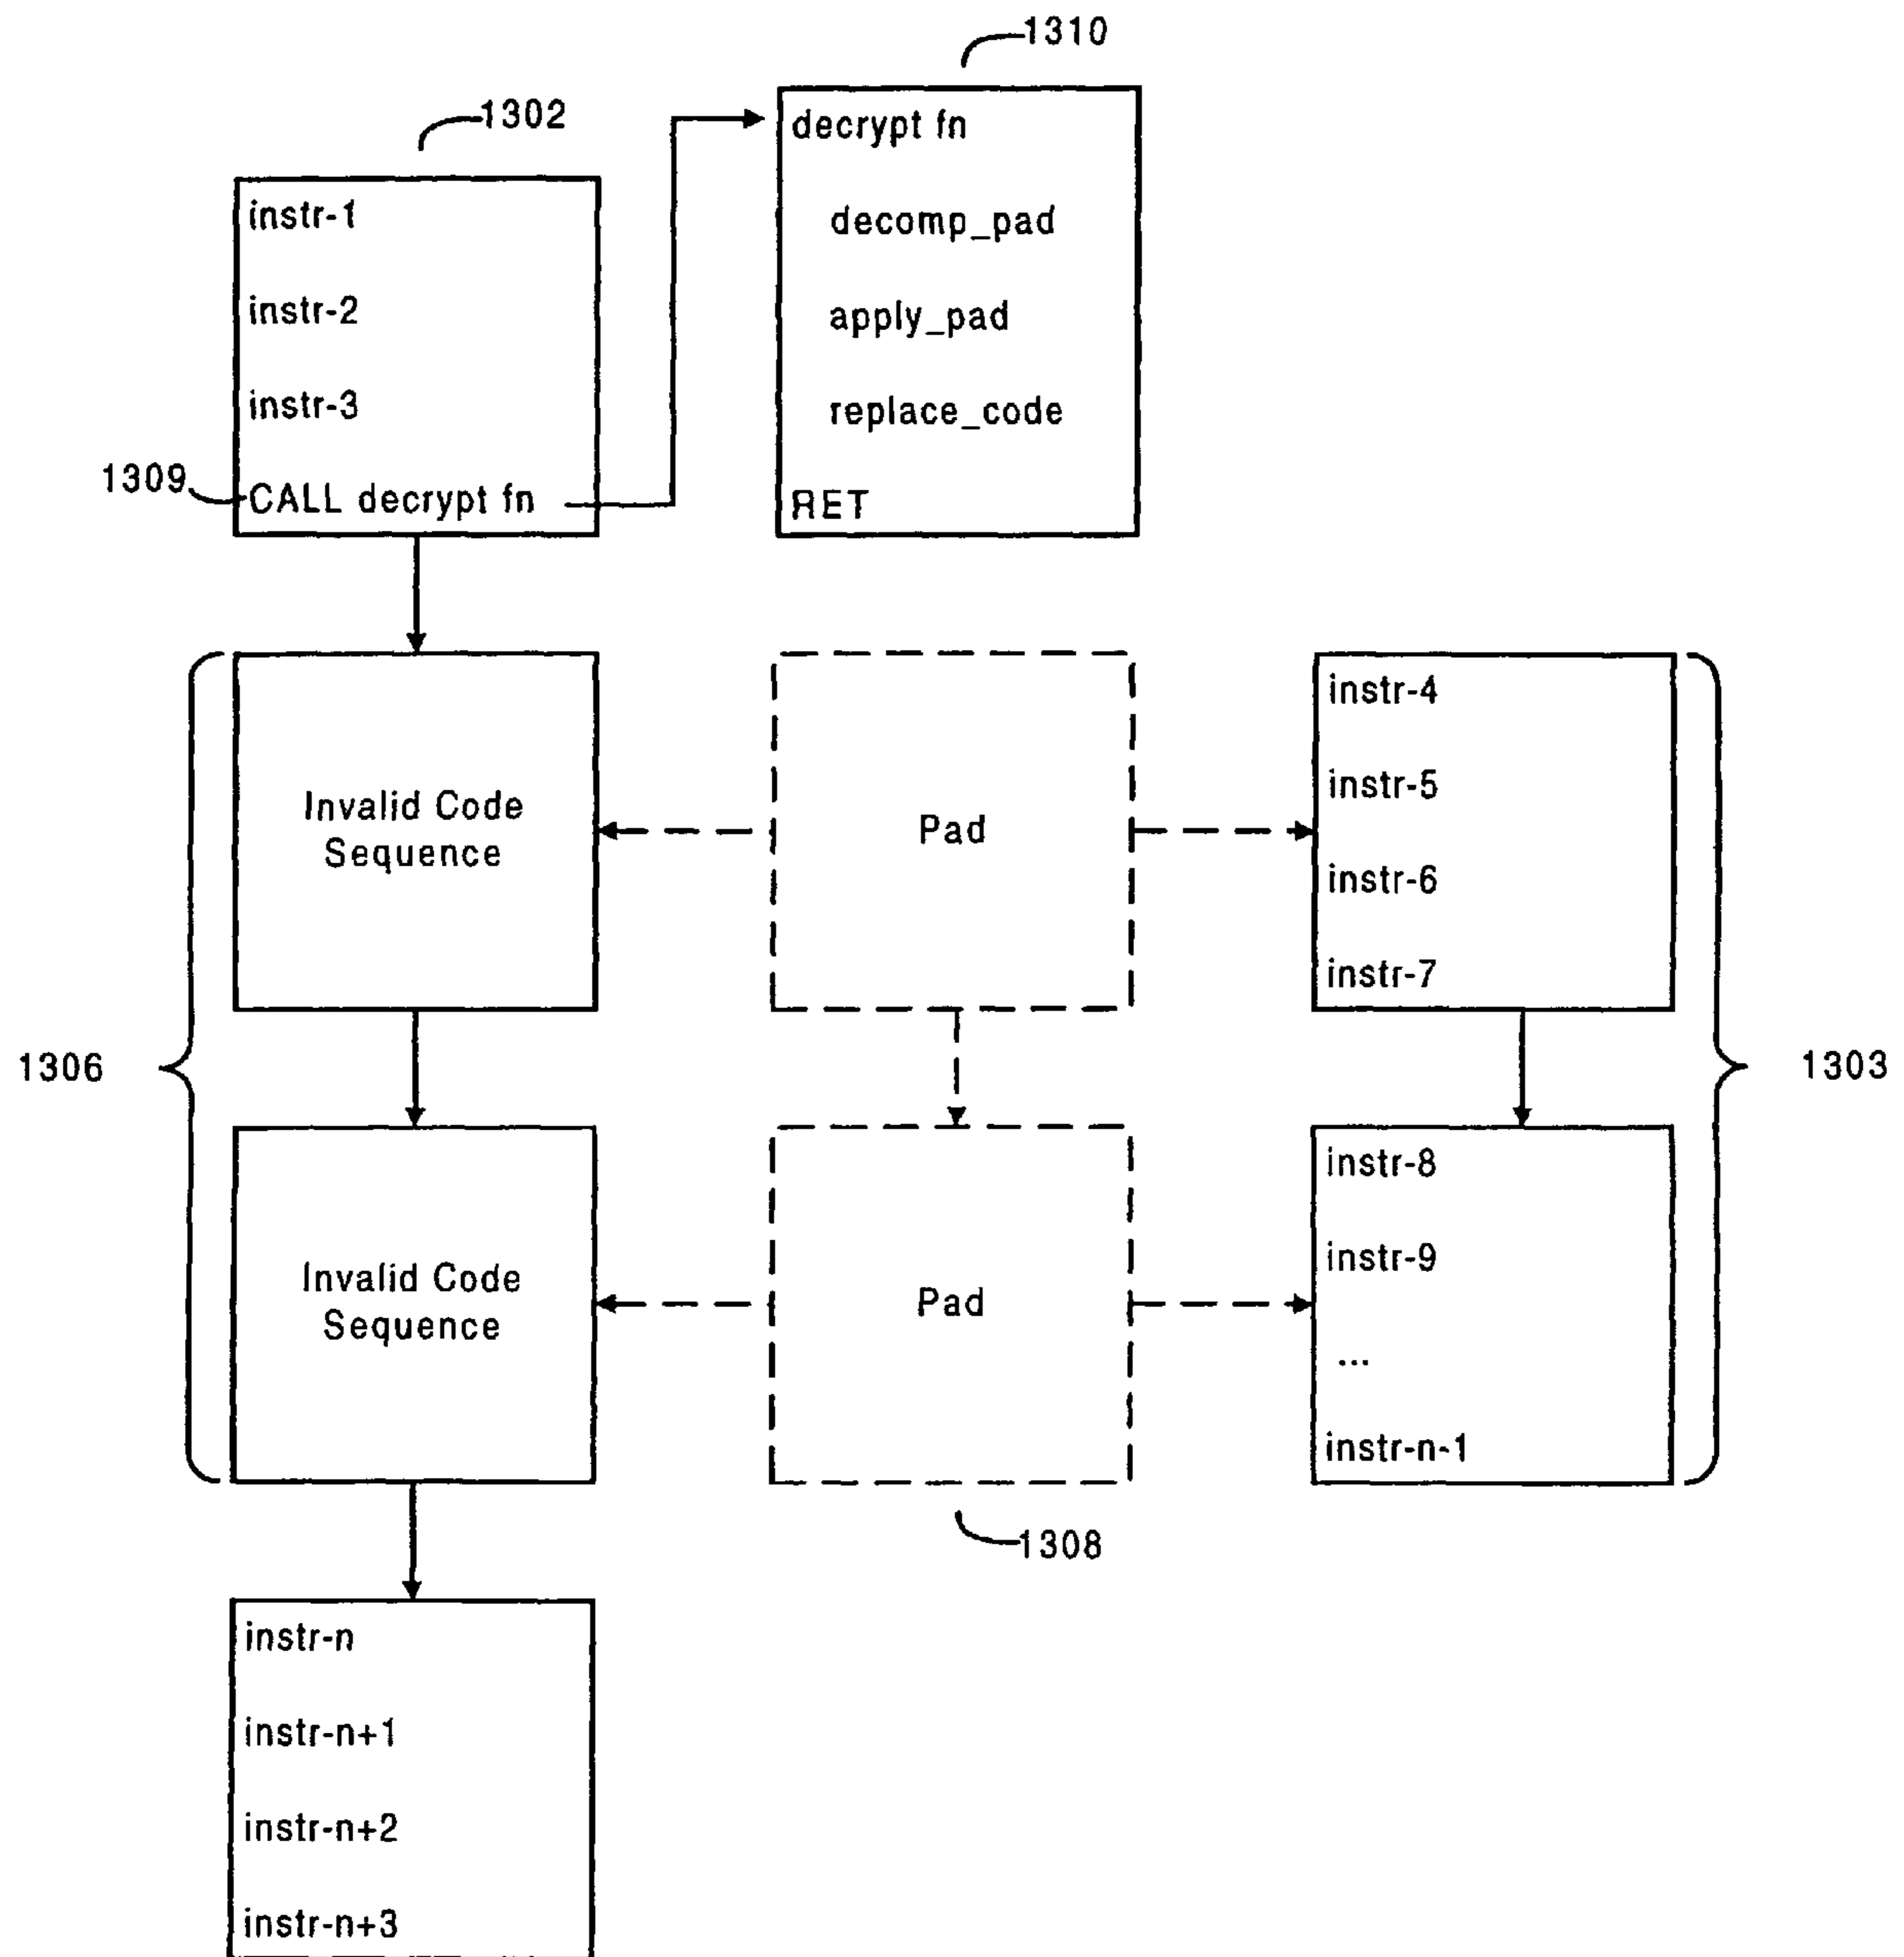 1310
1302
decrypt fn
decomp_pad
apply_pad
replace_code
RET
instr-1
instr-2
instr-3
1309
CALL decrypt fn
Invalid Code
Sequence
Pad
instr-4
instr-5
instr-6
instr-7
1306
1303
Invalid Code
Sequence
Pad
instr-8
instr-9
...
instr-n-1
1308
instr-n
instr-n+1
instr-n+2
instr-n+3